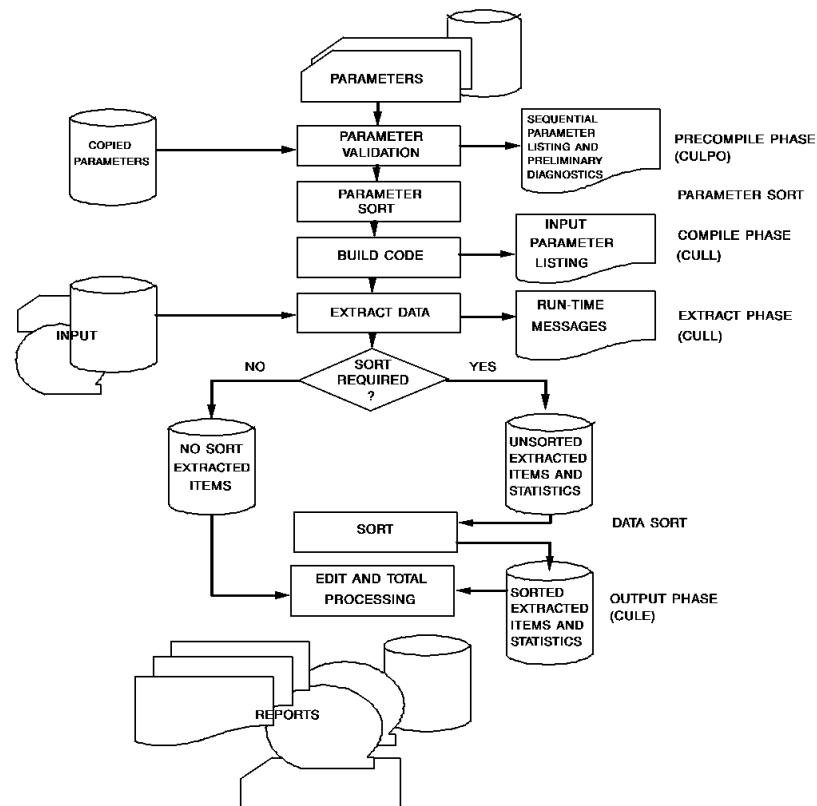 PARAMETERS
COPIED
PARAMETERS
PARAMETER
VALIDATION
SEQUENTIAL
PARAMETER
LISTING AND
PRELIMINARY
DIAGNOSTICS
PRECOMPILE PHASE
(CULPO)
PARAMETER
SORT
PARAMETER SORT
BUILD CODE
INPUT
PARAMETER
LISTING
COMPILE PHASE
(CULL)
INPUT
EXTRACT DATA
RUN-TIME
MESSAGES
EXTRACT PHASE
(CULL)
NO
SORT
REQUIRED
?
YES
NO SORT
EXTRACTED
ITEMS
UNSORTED
EXTRACTED
ITEMS AND
STATISTICS
SORT
DATA SORT
EDIT AND TOTAL
PROCESSING
SORTED
EXTRACTED
ITEMS AND
STATISTICS
OUTPUT PHASE
(CULE)
REPORTS